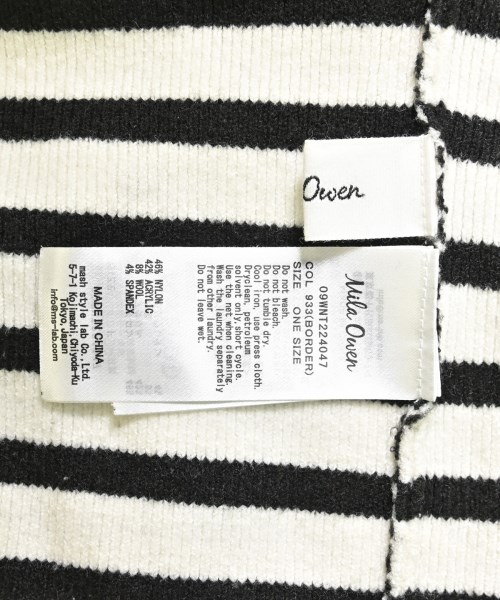 Owen
Mila Owen
09WNT224047
COL 933(BORDER)
SIZE ONE SIZE
Do not wash.
Do not bleach.
Do not tumble dry.
Cool iron, use press cloth.
Dryclean, petroleum
solvent only,short cycle.
Use the net when cleaning.
Wash the laundry separately
from other laundry.
Do not leave wet.
46% NYLON
42% ACRYLIC
8% WOOL
4% SPANDEX
MADE IN CHINA
mash style lab Co., Ltd.
5-7-1 Kojimachi, Chiyoda-Ku
Tokyo, Japan
info@ms-lab.com